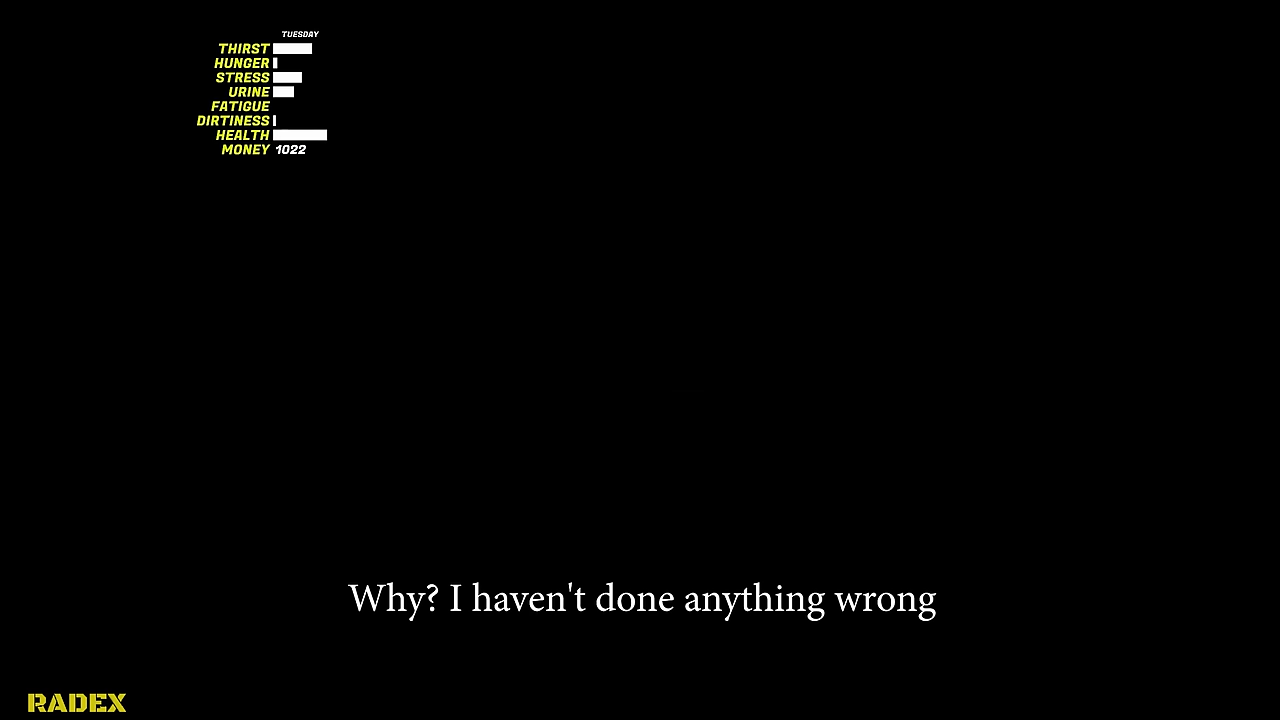 TUESDAY
THIRST
HUNGER
STRESS
URINE
FATIGUE
DIRTINESS
HEALTH
MONEY 1022
Why? I haven't done anything wrong
RADEX